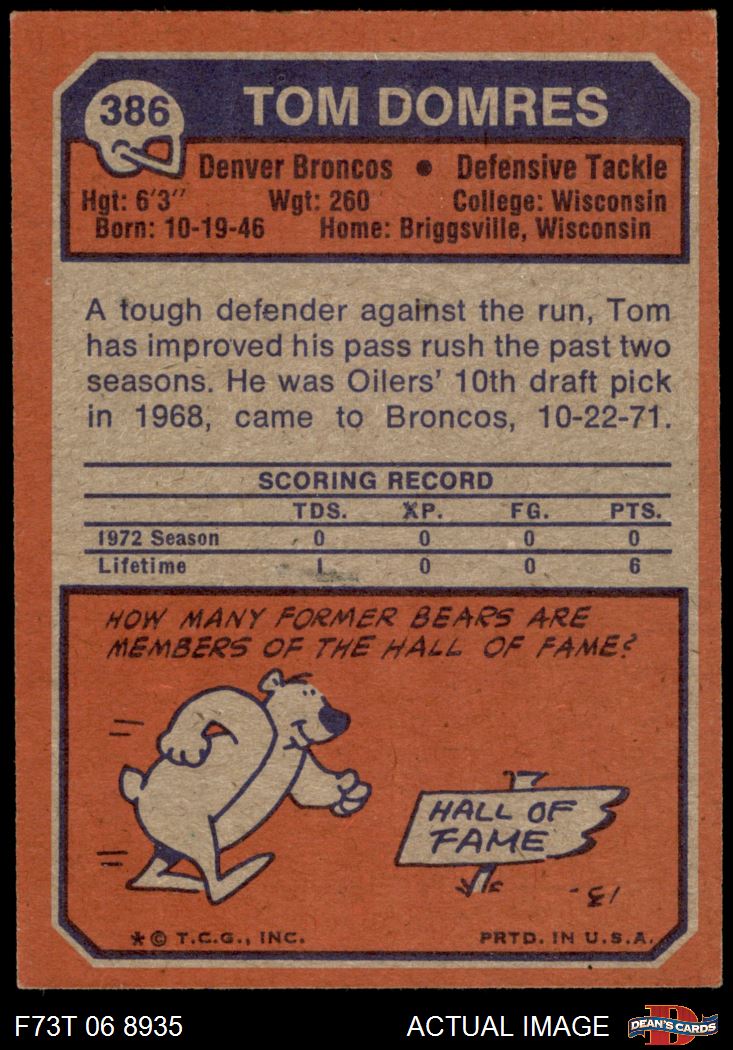 386
TOM DOMRES
Denver Broncos • Defensive Tackle
Hgt: 6'3" Wgt: 260 College: Wisconsin
Born: 10-19-46 Home: Briggsville, Wisconsin
A tough defender against the run, Tom
has improved his pass rush the past two
seasons. He was Oilers' 10th draft pick
in 1968, came to Broncos, 10-22-71.
SCORING RECORD
TDS. XP. FG. PTS.
1972 Season 0 0 0 0
Lifetime 1 0 0 6
HOW MANY FORMER BEARS ARE
MEMBERS OF THE HALL OF FAME?
HALL OF
FAME
13
* © T.C.G., INC. PRTD. IN U.S.A.
F73T 06 8935 ACTUAL IMAGE
D
DEAN'S CARDS